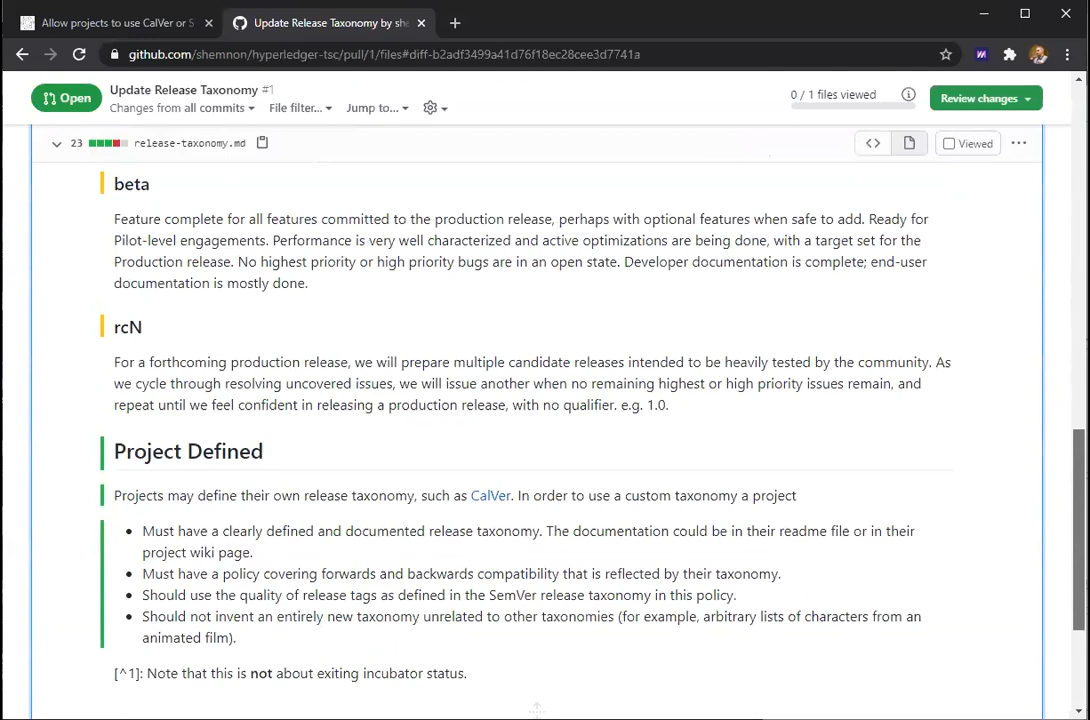 Allow projects to use CalVer or S
Update Release Taxonomy by she
github.com/shemnon/hyperledger-tsc/pull/1/files#diff-b2adf3499a41d76f18ec28cee3d7741a
Open
Update Release Taxonomy #1
Changes from all commits
File filter...
Jump to...
0 / 1 files viewed
Review changes
23
release-taxonomy.md
Viewed
beta
Feature complete for all features committed to the production release, perhaps with optional features when safe to add. Ready for
Pilot-level engagements. Performance is very well characterized and active optimizations are being done, with a target set for the
Production release. No highest priority or high priority bugs are in an open state. Developer documentation is complete; end-user
documentation is mostly done.
rcN
For a forthcoming production release, we will prepare multiple candidate releases intended to be heavily tested by the community. As
we cycle through resolving uncovered issues, we will issue another when no remaining highest or high priority issues remain, and
repeat until we feel confident in releasing a production release, with no qualifier. e.g. 1.0.
Project Defined
Projects may define their own release taxonomy, such as CalVer. In order to use a custom taxonomy a project
• Must have a clearly defined and documented release taxonomy. The documentation could be in their readme file or in their
project wiki page.
• Must have a policy covering forwards and backwards compatibility that is reflected by their taxonomy.
• Should use the quality of release tags as defined in the SemVer release taxonomy in this policy.
• Should not invent an entirely new taxonomy unrelated to other taxonomies (for example, arbitrary lists of characters from an
animated film).
[^1]: Note that this is not about exiting incubator status.